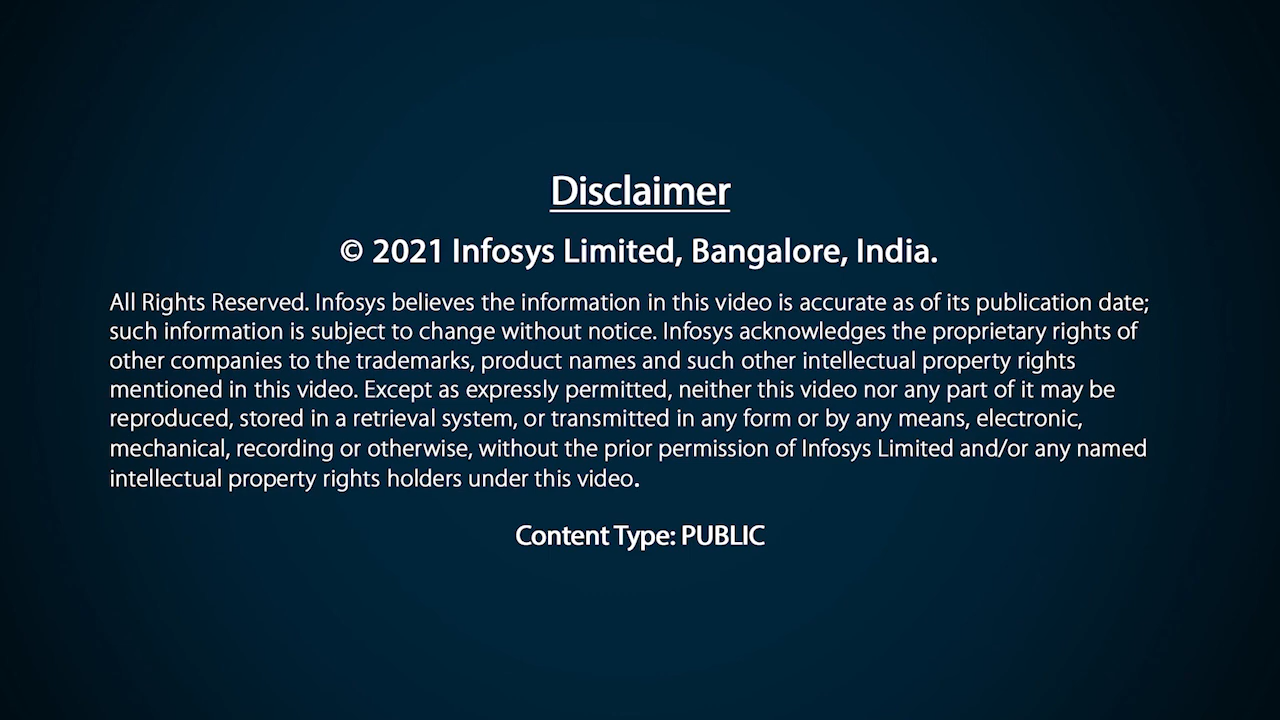 Disclaimer
© 2021 Infosys Limited, Bangalore, India.
All Rights Reserved. Infosys believes the information in this video is accurate as of its publication date;
such information is subject to change without notice. Infosys acknowledges the proprietary rights of
other companies to the trademarks, product names and such other intellectual property rights
mentioned in this video. Except as expressly permitted, neither this video nor any part of it may be
reproduced, stored in a retrieval system, or transmitted in any form or by any means, electronic,
mechanical, recording or otherwise, without the prior permission of Infosys Limited and/or any named
intellectual property rights holders under this video.
Content Type: PUBLIC